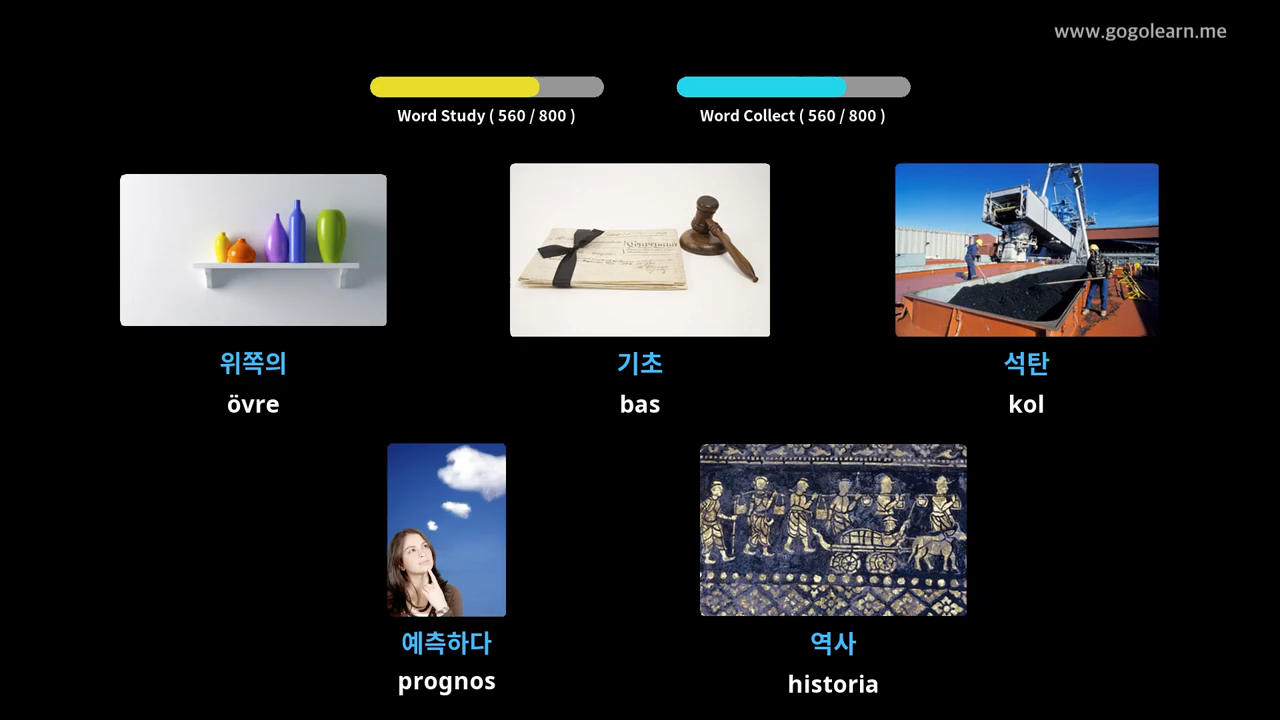 www.gogolearn.me
Word Study ( 560 / 800 )
Word Collect ( 560 / 800 )
위쪽의
övre
기초
bas
석탄
kol
예측하다
prognos
역사
historia